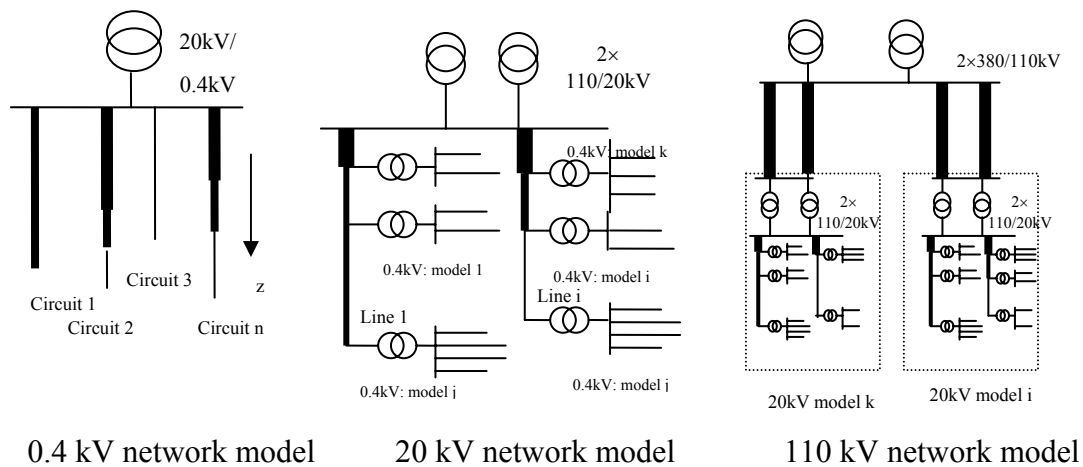 20kV/
0.4kV
Circuit 1
Circuit 2
Circuit 3
Circuit n
z
0.4 kV network model
2×
110/20kV
0.4kV: model k
0.4kV: model 1
0.4kV: model i
Line 1
Line i
0.4kV: model j
0.4kV: model j
20 kV network model
2×380/110kV
2×
110/20kV
2×
110/20kV
20kV model k
20kV model i
110 kV network model